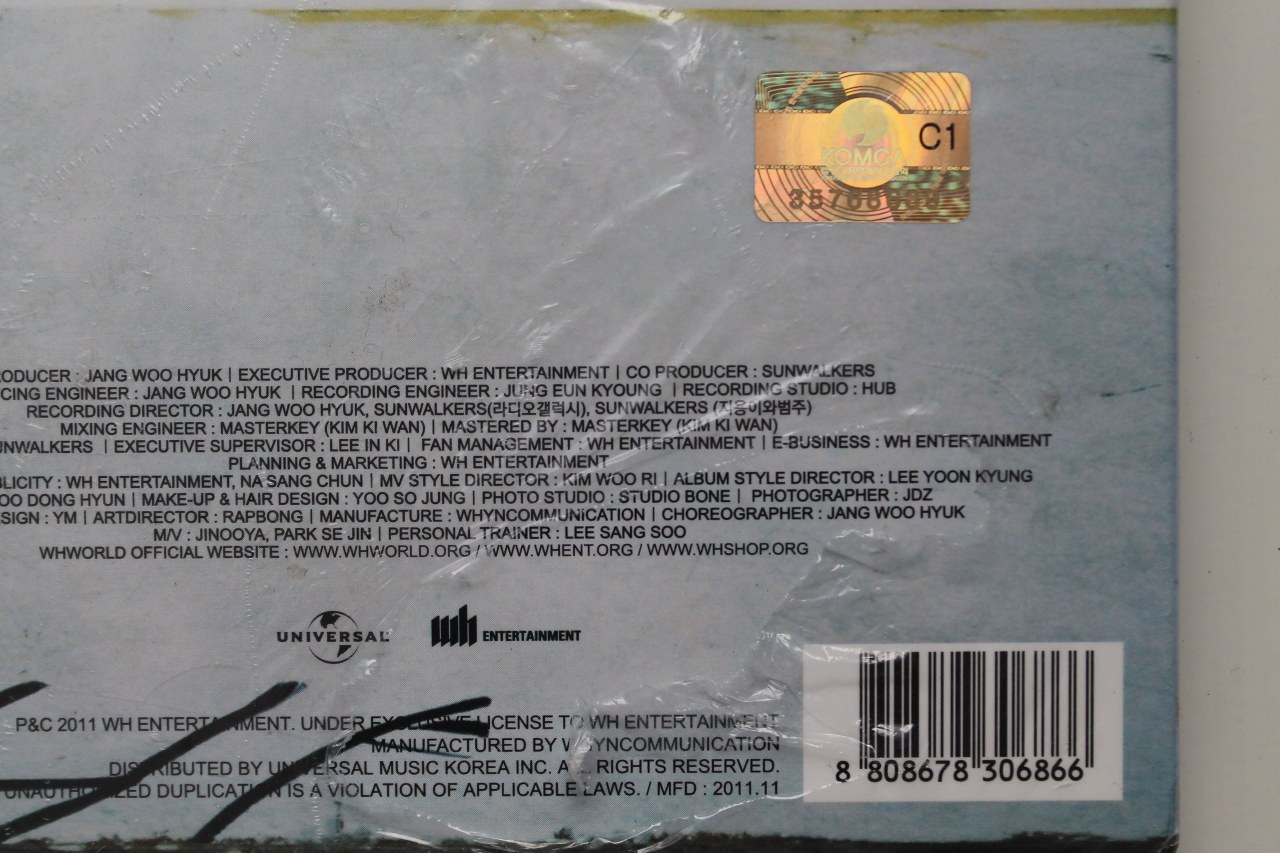 KOMCA
C1
ODUCER : JANG WOO HYUK | EXECUTIVE PRODUCER : WH ENTERTAINMENT | CO PRODUCER : SUNWALKERS
CING ENGINEER : JANG WOO HYUK | RECORDING ENGINEER : JUNG EUN KYOUNG | RECORDING STUDIO : HUB
RECORDING DIRECTOR : JANG WOO HYUK, SUNWALKERS(라디오갤럭시), SUNWALKERS (지웅이와범주)
MIXING ENGINEER : MASTERKEY (KIM KI WAN) | MASTERED BY : MASTERKEY (KIM KI WAN)
NWALKERS | EXECUTIVE SUPERVISOR : LEE IN KI | FAN MANAGEMENT : WH ENTERTAINMENT | E-BUSINESS : WH ENTERTAINMENT
PLANNING & MARKETING : WH ENTERTAINMENT
LICITY : WH ENTERTAINMENT, NA SANG CHUN | MV STYLE DIRECTOR : KIM WOO RI | ALBUM STYLE DIRECTOR : LEE YOON KYUNG
OO DONG HYUN | MAKE-UP & HAIR DESIGN : YOO SO JUNG | PHOTO STUDIO : STUDIO BONE | PHOTOGRAPHER : JDZ
SIGN : YM | ARTDIRECTOR : RAPBONG | MANUFACTURE : WHYNCOMMUNICATION | CHOREOGRAPHER : JANG WOO HYUK
M/V : JINOOYA, PARK SE JIN | PERSONAL TRAINER : LEE SANG SOO
WHWORLD OFFICIAL WEBSITE : WWW.WHWORLD.ORG / WWW.WHENT.ORG / WWW.WHSHOP.ORG
UNIVERSAL
wh ENTERTAINMENT
P&C 2011 WH ENTERTAINMENT. UNDER EXCLUSIVE LICENSE TO WH ENTERTAINMENT
MANUFACTURED BY WHYNCOMMUNICATION
DISTRIBUTED BY UNIVERSAL MUSIC KOREA INC. ALL RIGHTS RESERVED.
UNAUTHORIZED DUPLICATION IS A VIOLATION OF APPLICABLE LAWS. / MFD : 2011.11
8 808678 306866